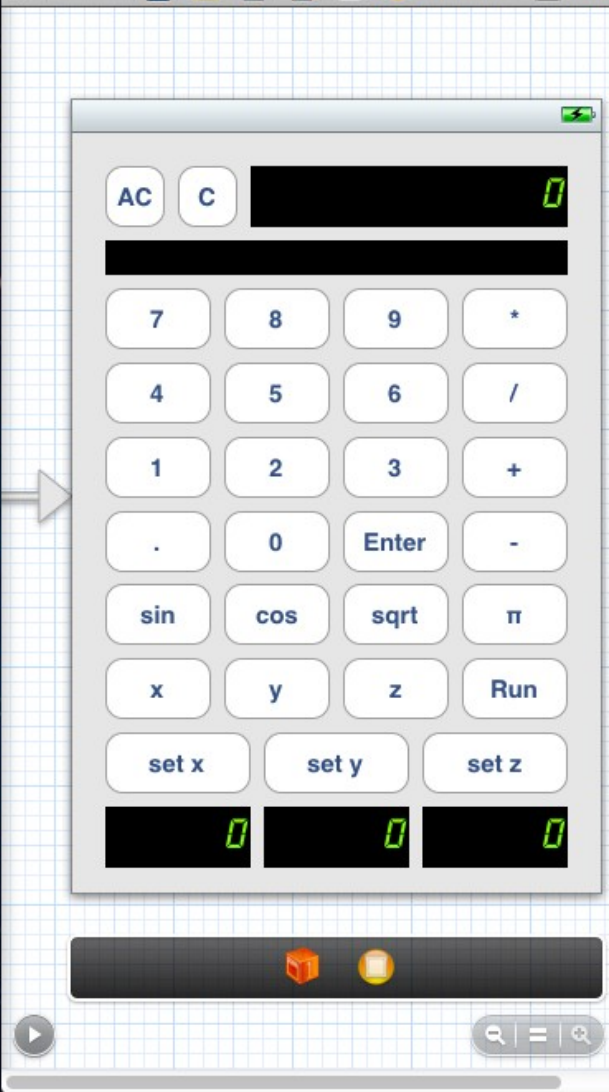 AC C 0
7 8 9 *
4 5 6 /
1 2 3 +
. 0 Enter -
sin cos sqrt π
x y z Run
set x set y set z
0 0 0